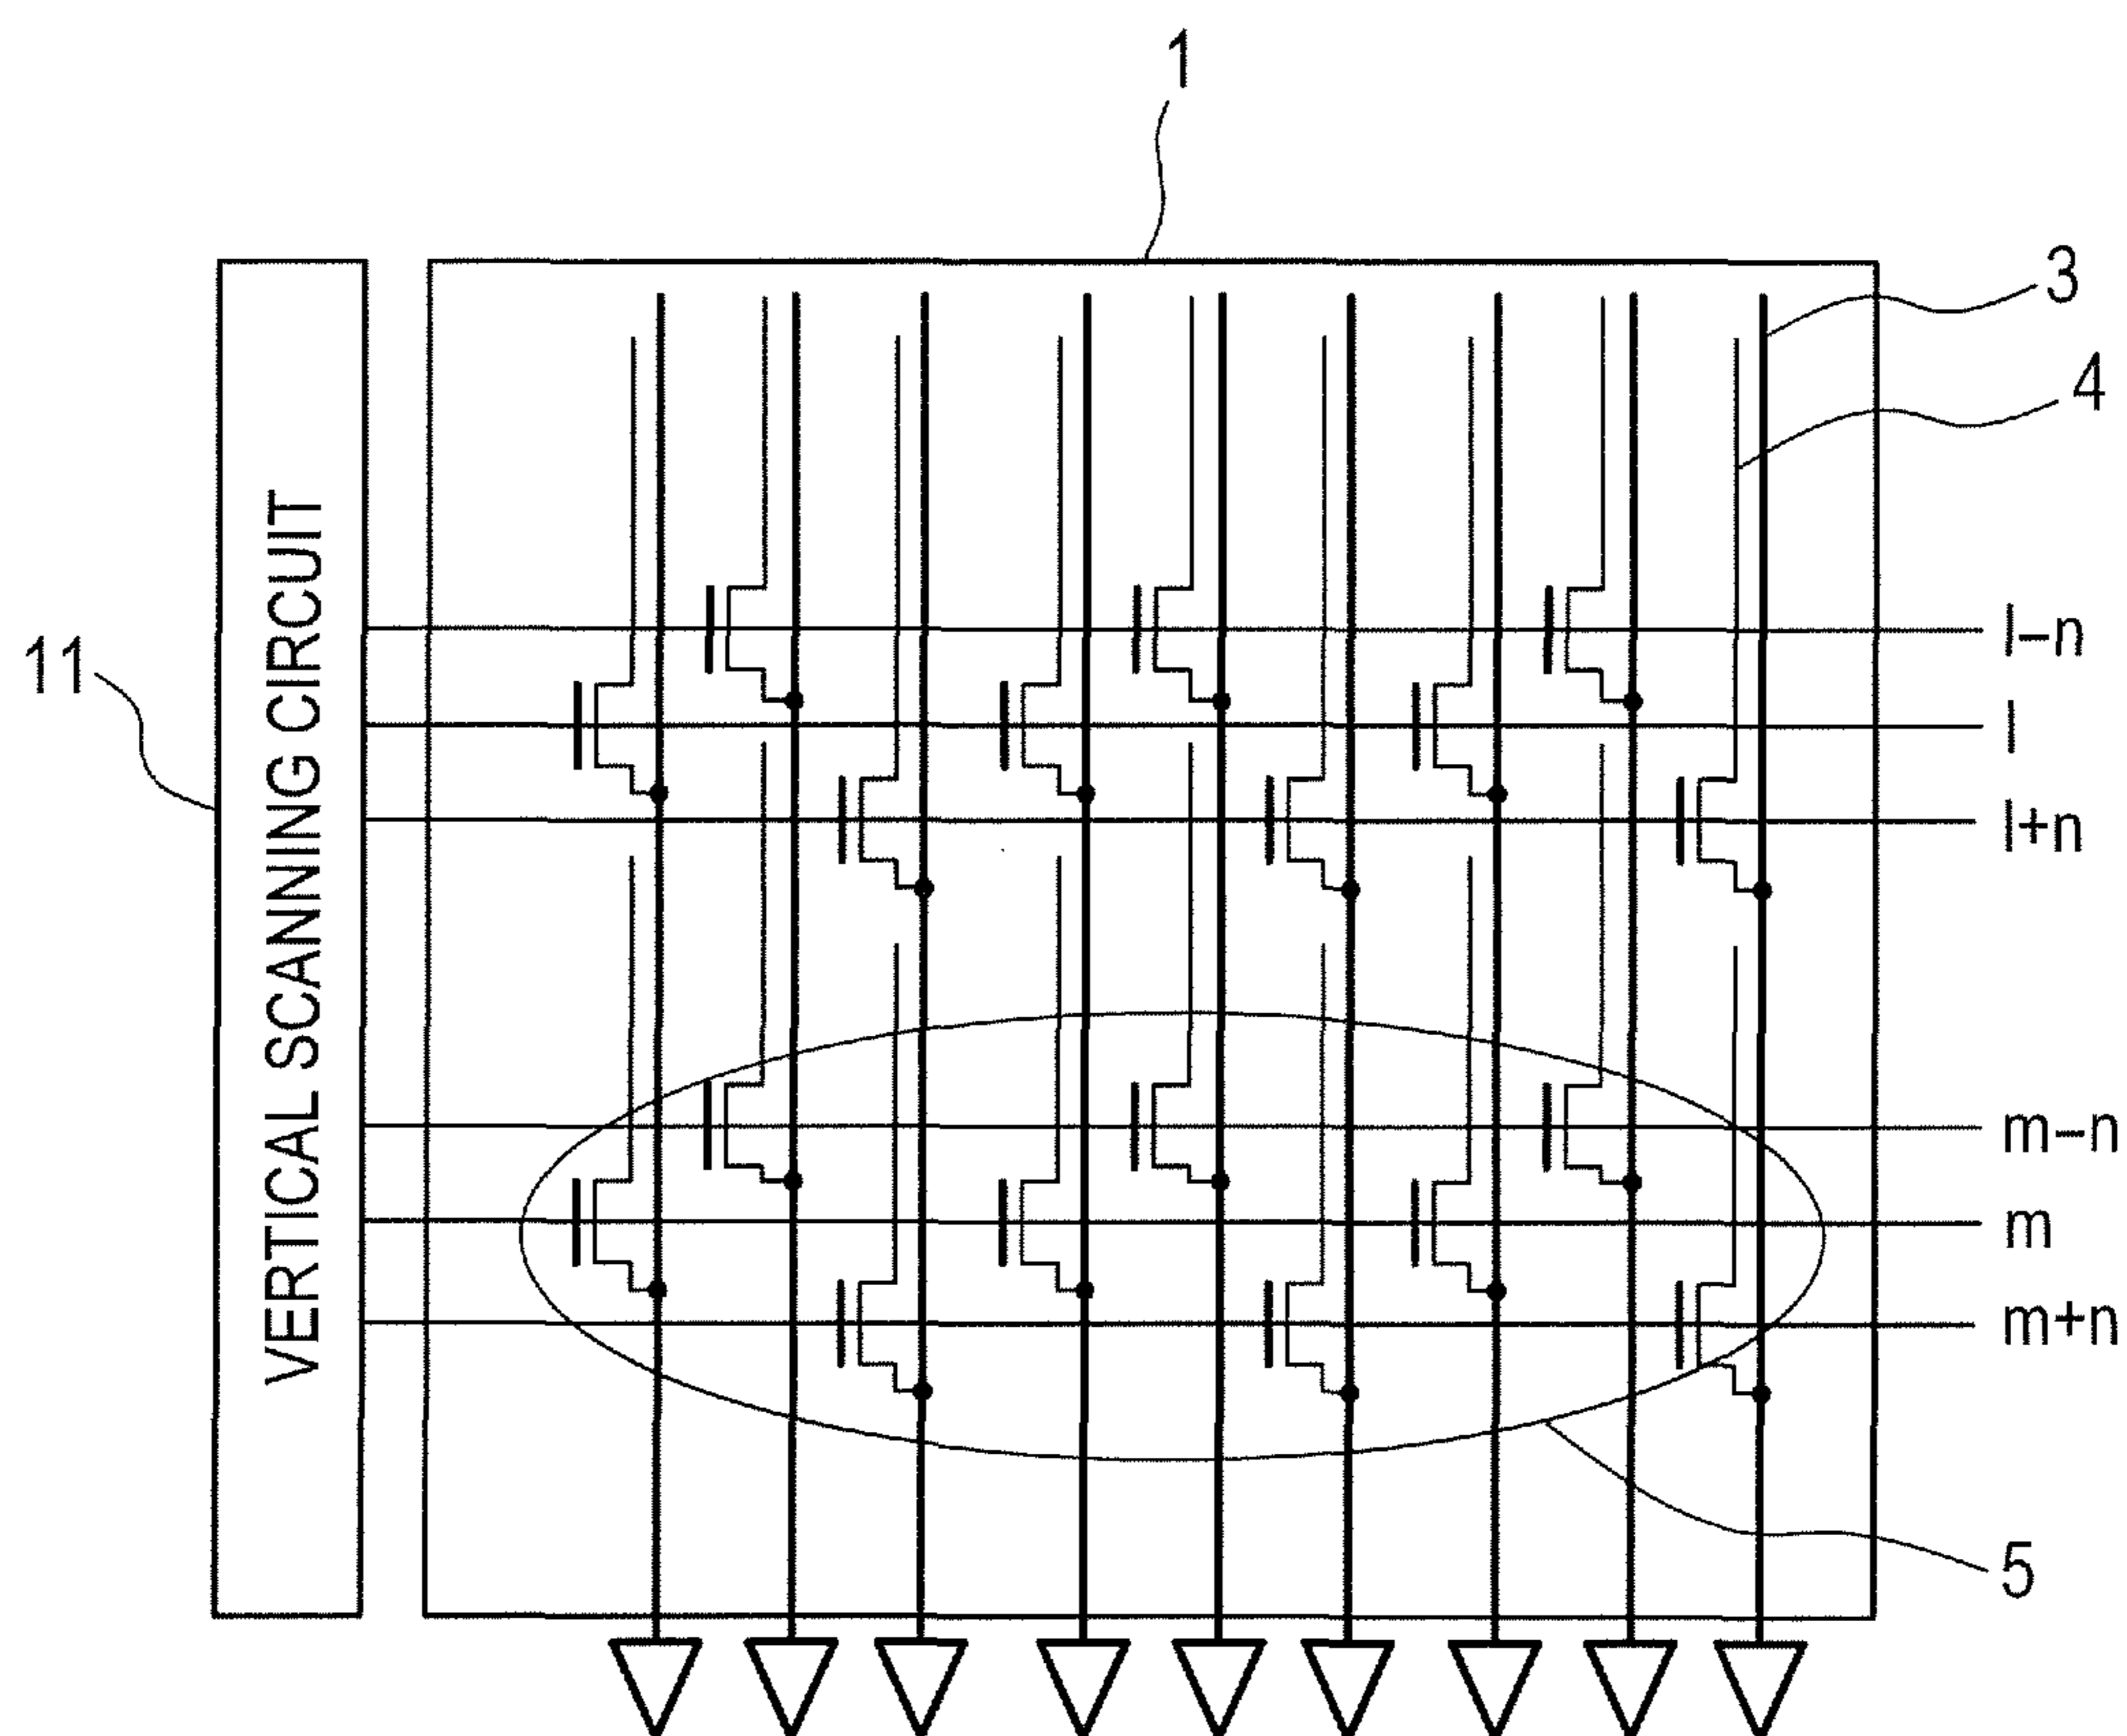 1
3
4
11
VERTICAL SCANNING CIRCUIT
l-n
l
l+n
m-n
m
m+n
5